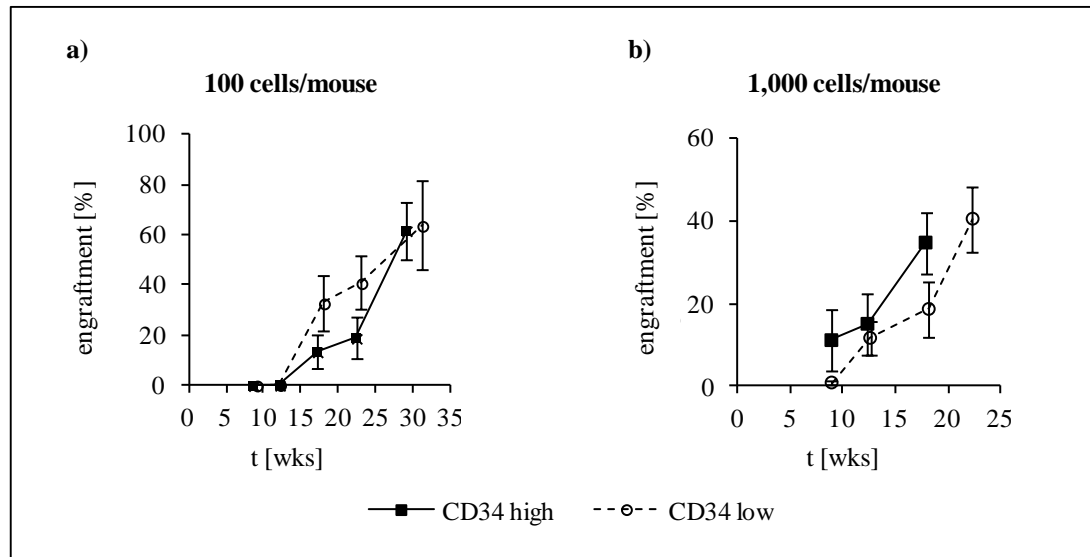 a)
100 cells/mouse
engraftment [%]
100
80
60
40
20
0
0 5 10 15 20 25 30 35
t [wks]
b)
1,000 cells/mouse
engraftment [%]
60
40
20
0
0 5 10 15 20 25
t [wks]
CD34 high CD34 low